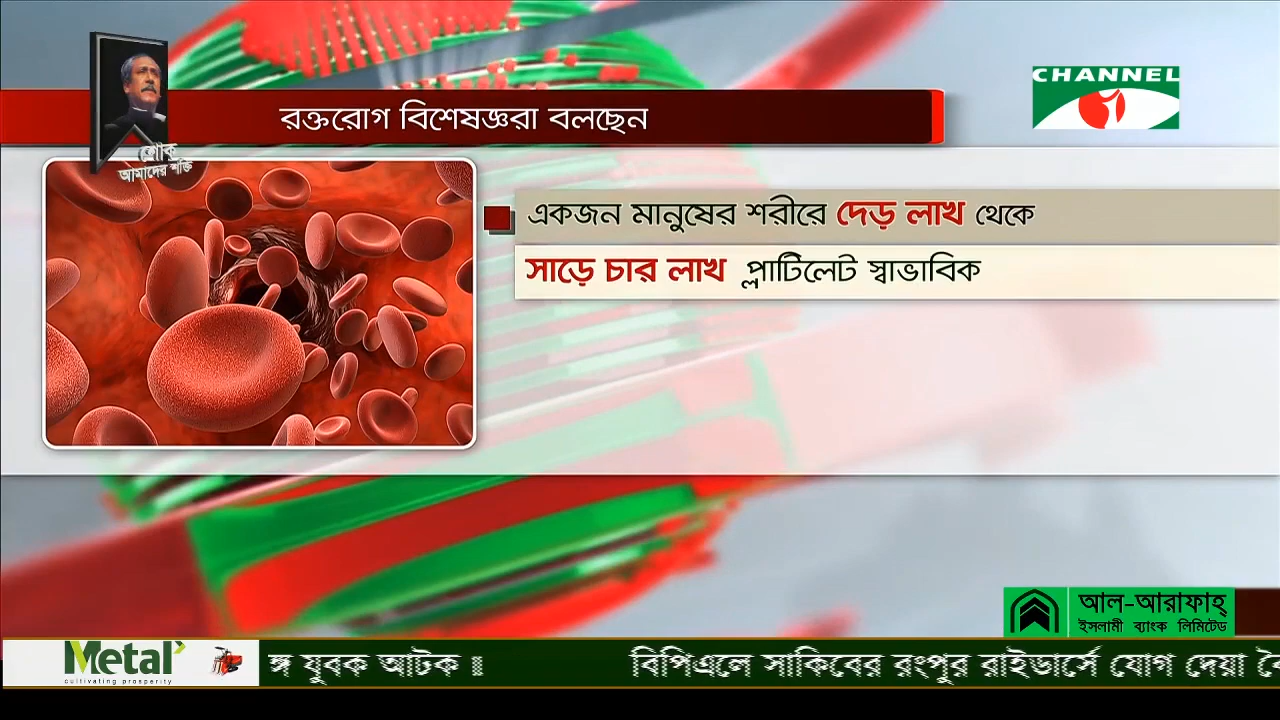 রক্তরোগ বিশেষজ্ঞরা বলছেন
CHANNEL
শোক
আমাদের শক্তি
একজন মানুষের শরীরে দেড় লাখ থেকে
সাড়ে চার লাখ প্লাটিলেট স্বাভাবিক
আল-আরাফাহ্
ইসলামী ব্যাংক লিমিটেড
Metal
cultivating prosperity
ঙ্গ যুবক আটক ॥ বিপিএলে সাকিবের রংপুর রাইডার্সে যোগ দেয়া